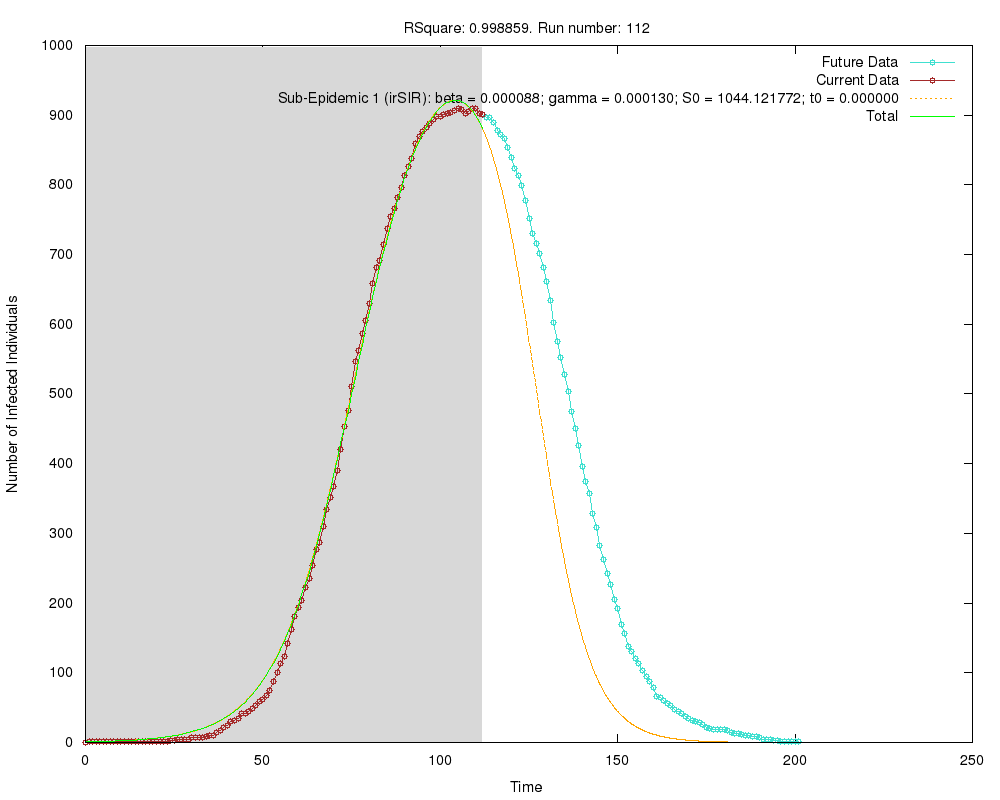 RSquare: 0.998859. Run number: 112
1000
900
800
700
600
500
400
300
200
100
0
Future Data
Current Data
Sub-Epidemic 1 (irSIR): beta = 0.000088; gamma = 0.000130; S0 = 1044.121772; t0 = 0.000000
Total
Number of Infected Individuals
0 50 100 150 200 250
Time